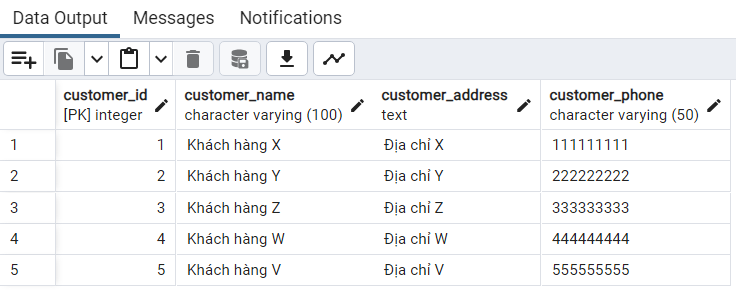 Data Output Messages Notifications
customer_id customer_name customer_address customer_phone
[PK] integer character varying (100) text character varying (50)
1 1 Khách hàng X Địa chỉ X 111111111
2 2 Khách hàng Y Địa chỉ Y 222222222
3 3 Khách hàng Z Địa chỉ Z 333333333
4 4 Khách hàng W Địa chỉ W 444444444
5 5 Khách hàng V Địa chỉ V 555555555